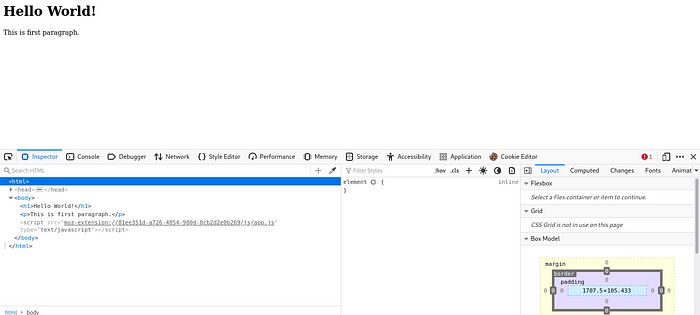 Hello World!
This is first paragraph.
Inspector Console Debugger Network Style Editor Performance Memory Storage Accessibility Application Cookie Editor 1
Search HTML
Filter Styles :hov .cls
Layout Computed Changes Fonts Animat
<html>
<head> </head>
<body>
<h1>Hello World!</h1>
<p>This is first paragraph.</p>
<script src="moz-extension://81ee351d-a726-4054-980d-0cb2d2e0b269/js/app.js"
type="text/javascript"></script>
</body>
</html>
html > body
element { inline
}
Flexbox
Select a Flex container or item to continue.
Grid
CSS Grid is not in use on this page
Box Model
margin 0
border 0
padding 0
0 0 0 1707.5×105.433 0 0 0
0
0